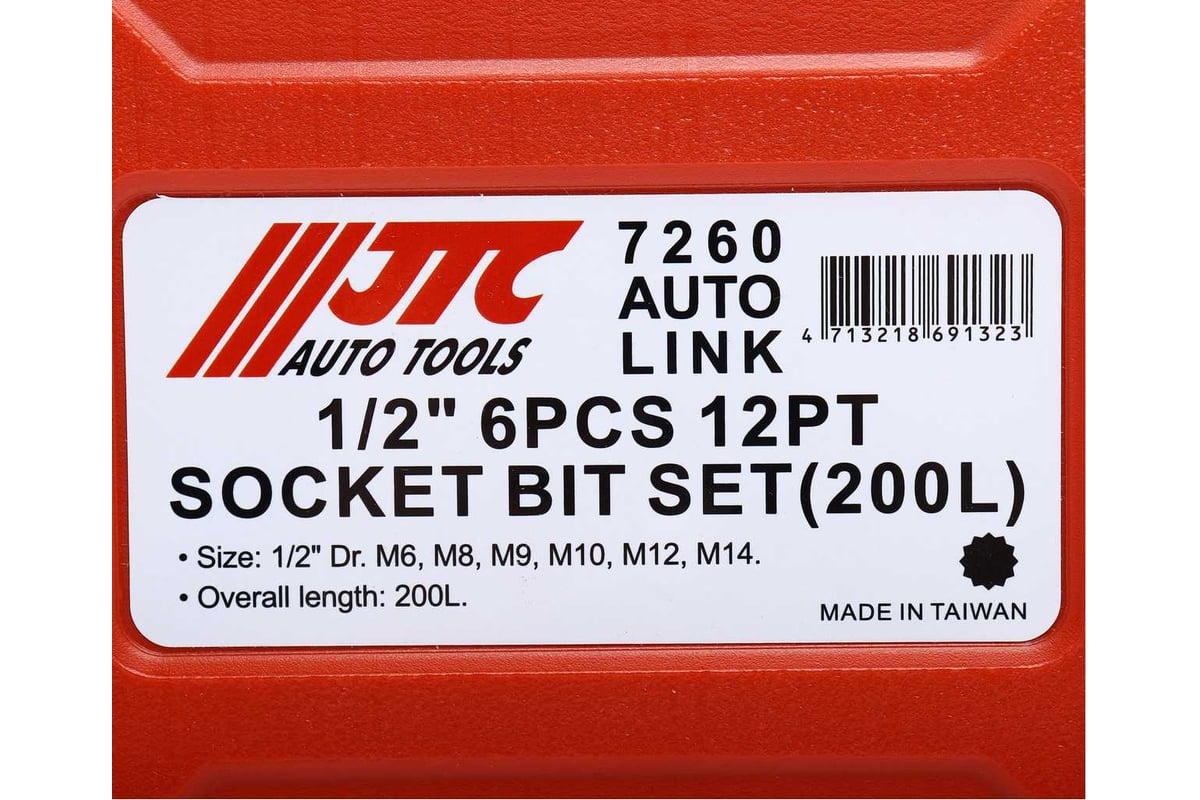 JTC
AUTO TOOLS
7260
AUTO
LINK
4 713218 691323
1/2" 6PCS 12PT
SOCKET BIT SET(200L)
• Size: 1/2" Dr. M6, M8, M9, M10, M12, M14.
• Overall length: 200L.
MADE IN TAIWAN